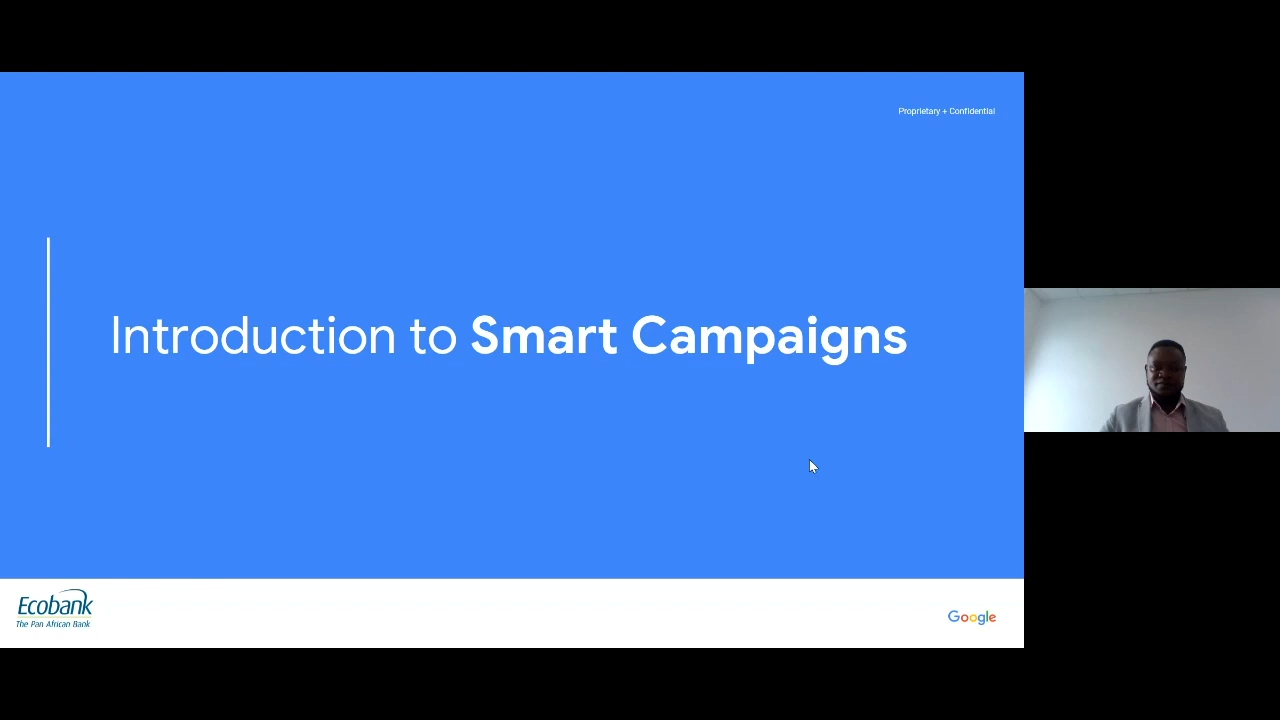 Proprietary + Confidential
Introduction to Smart Campaigns
Ecobank
The Pan African Bank
Google